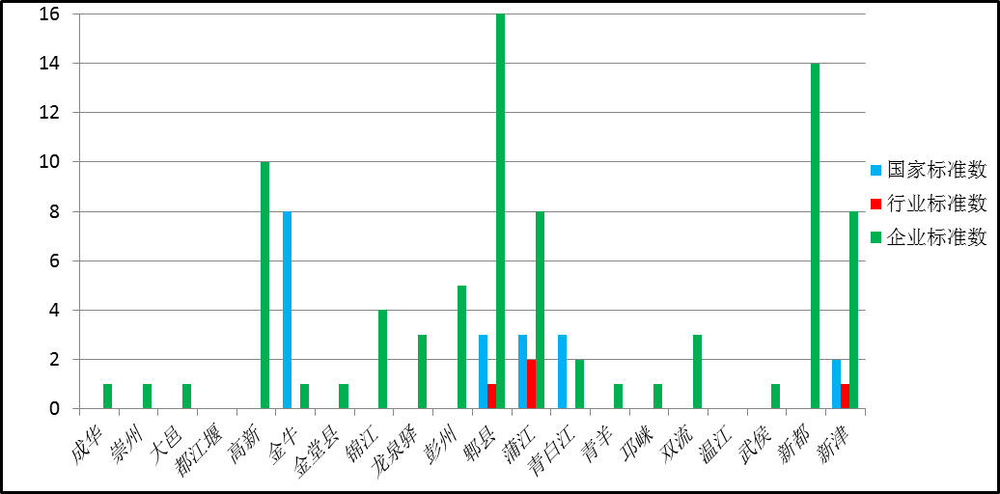 16
14
12
10
8
6
4
2
0
成华
崇州
大邑
都江堰
高新
金牛
金堂县
锦江
龙泉驿
彭州
郫县
蒲江
青白江
青羊
邛崃
双流
温江
武侯
新都
新津
国家标准数
行业标准数
企业标准数